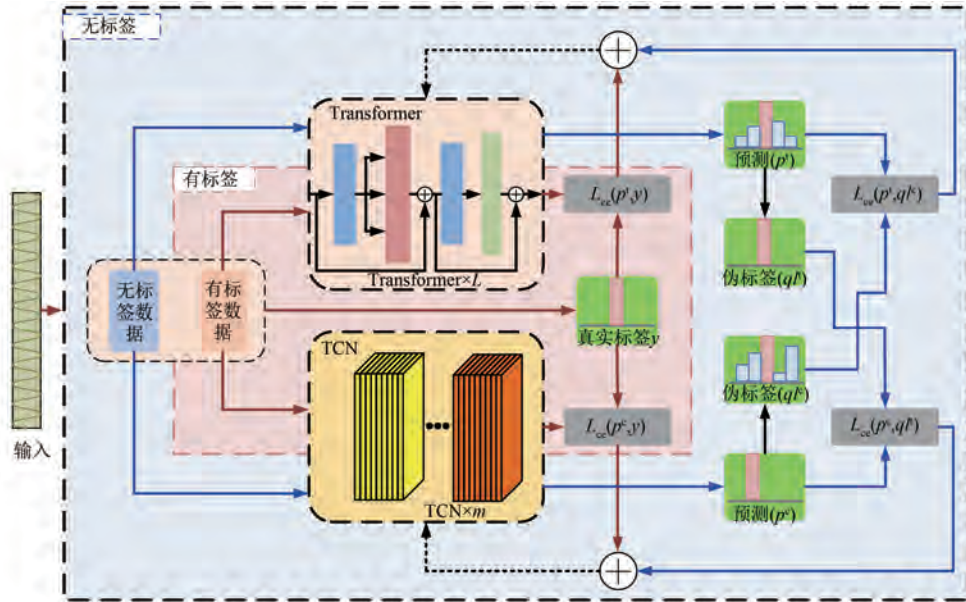 无标签
Transformer
有标签
Transformer×L
无标签数据
有标签数据
输入
TCN
TCN×m
L_ce(p^t,y)
真实标签y
L_ce(p^c,y)
预测(p^t)
伪标签(ql^t)
伪标签(ql^c)
预测(p^c)
L_ce(p^t,ql^c)
L_ce(p^c,ql^t)